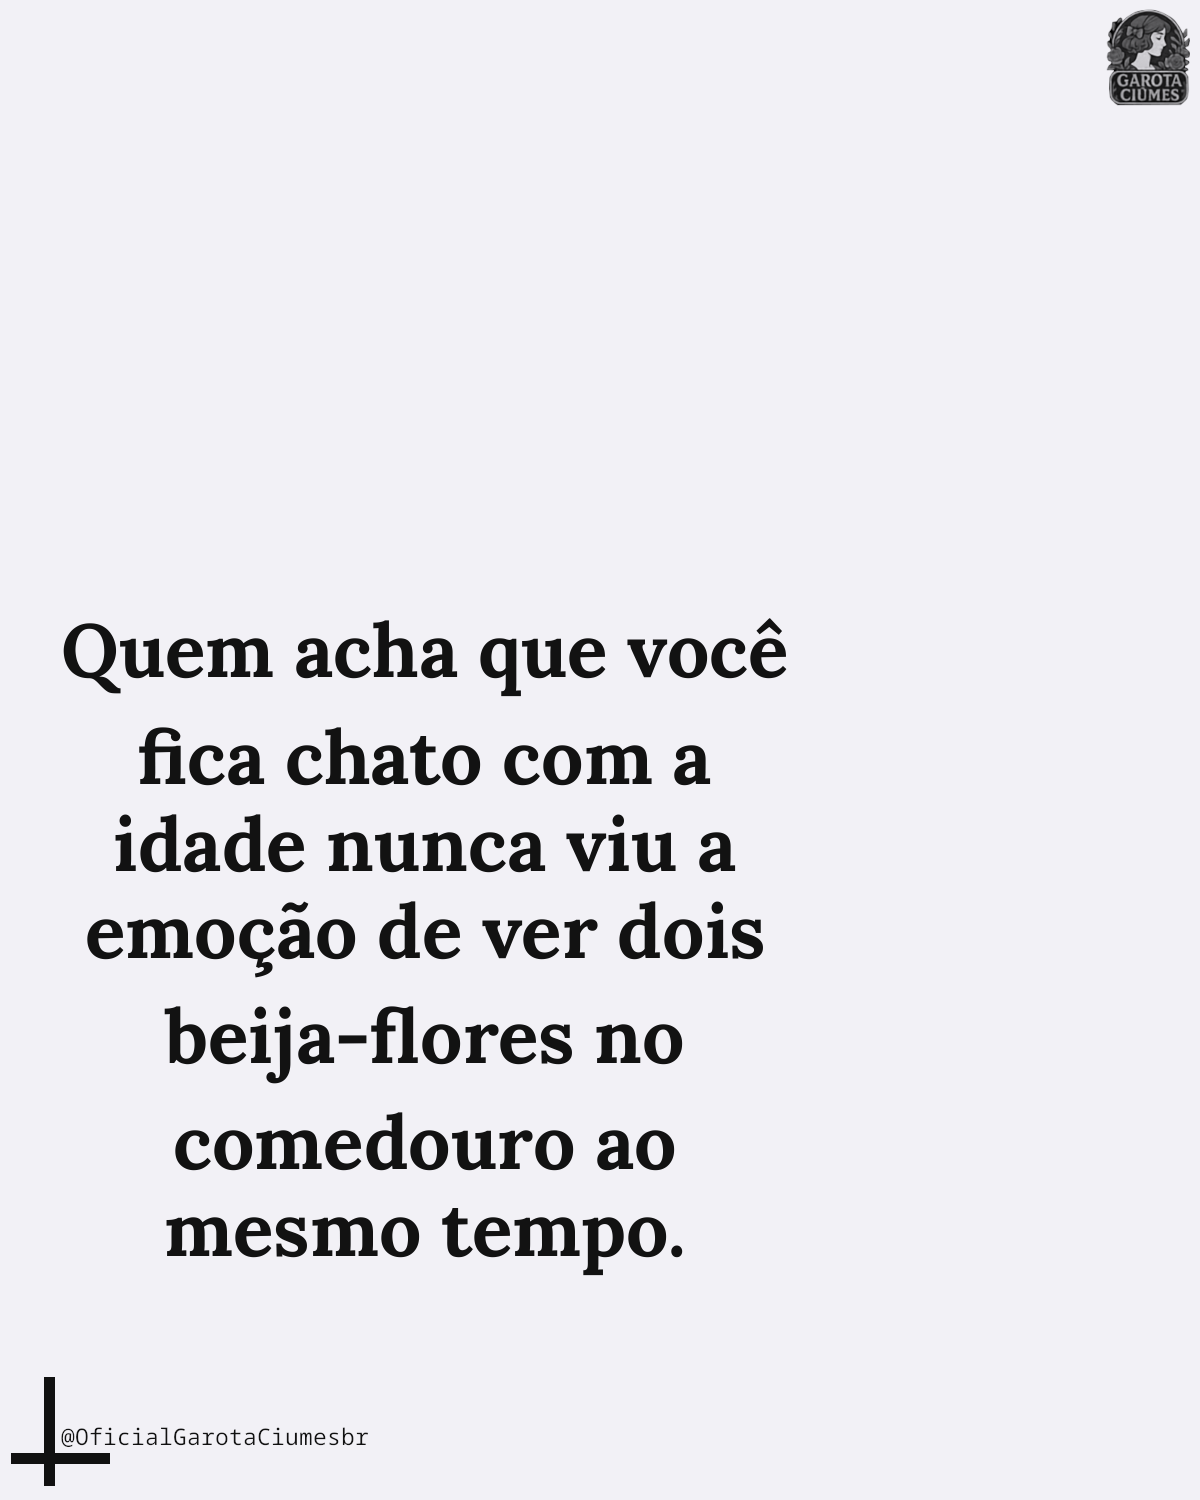 GAROTA
CIÚMES
Quem acha que você
fica chato com a
idade nunca viu a
emoção de ver dois
beija-flores no
comedouro ao
mesmo tempo.
@OficialGarotaCiumesbr